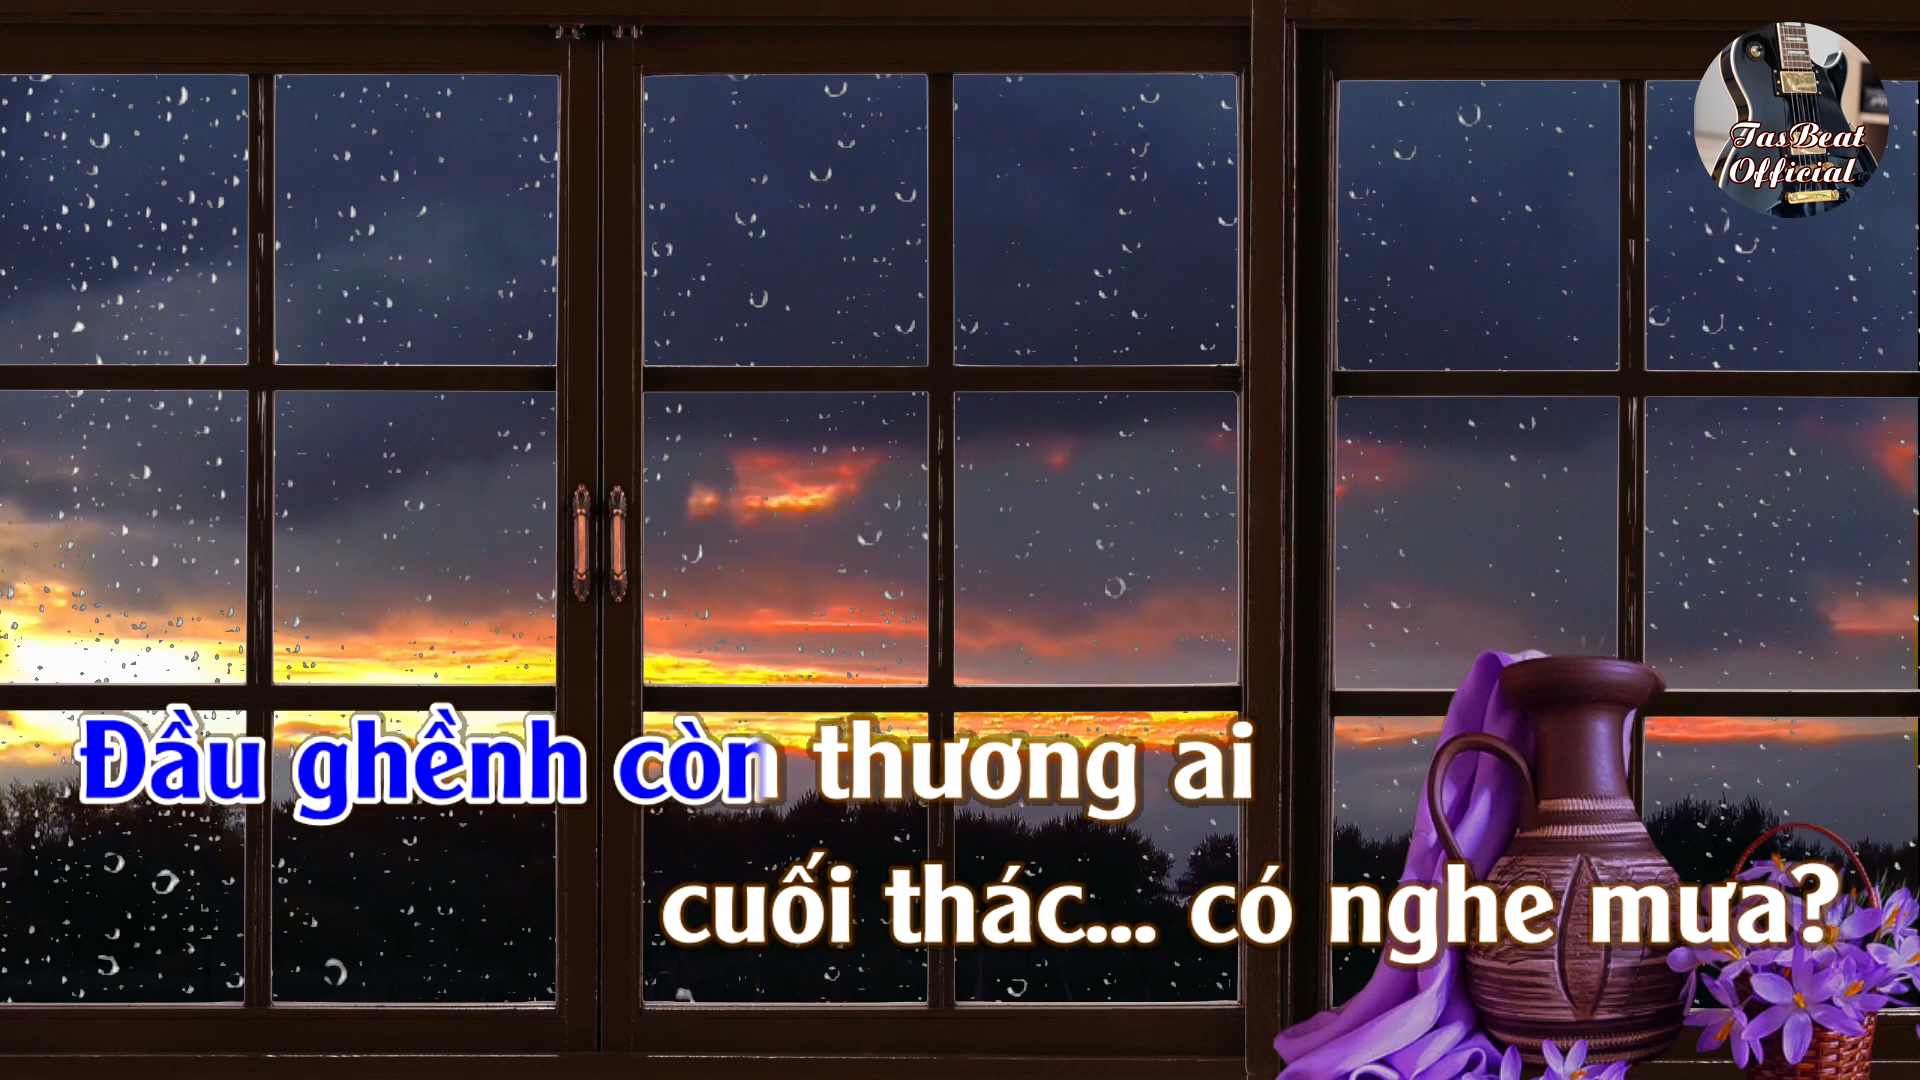 TasBeat
Official
Đầu ghềnh còn thương ai
cuối thác... có nghe mưa?